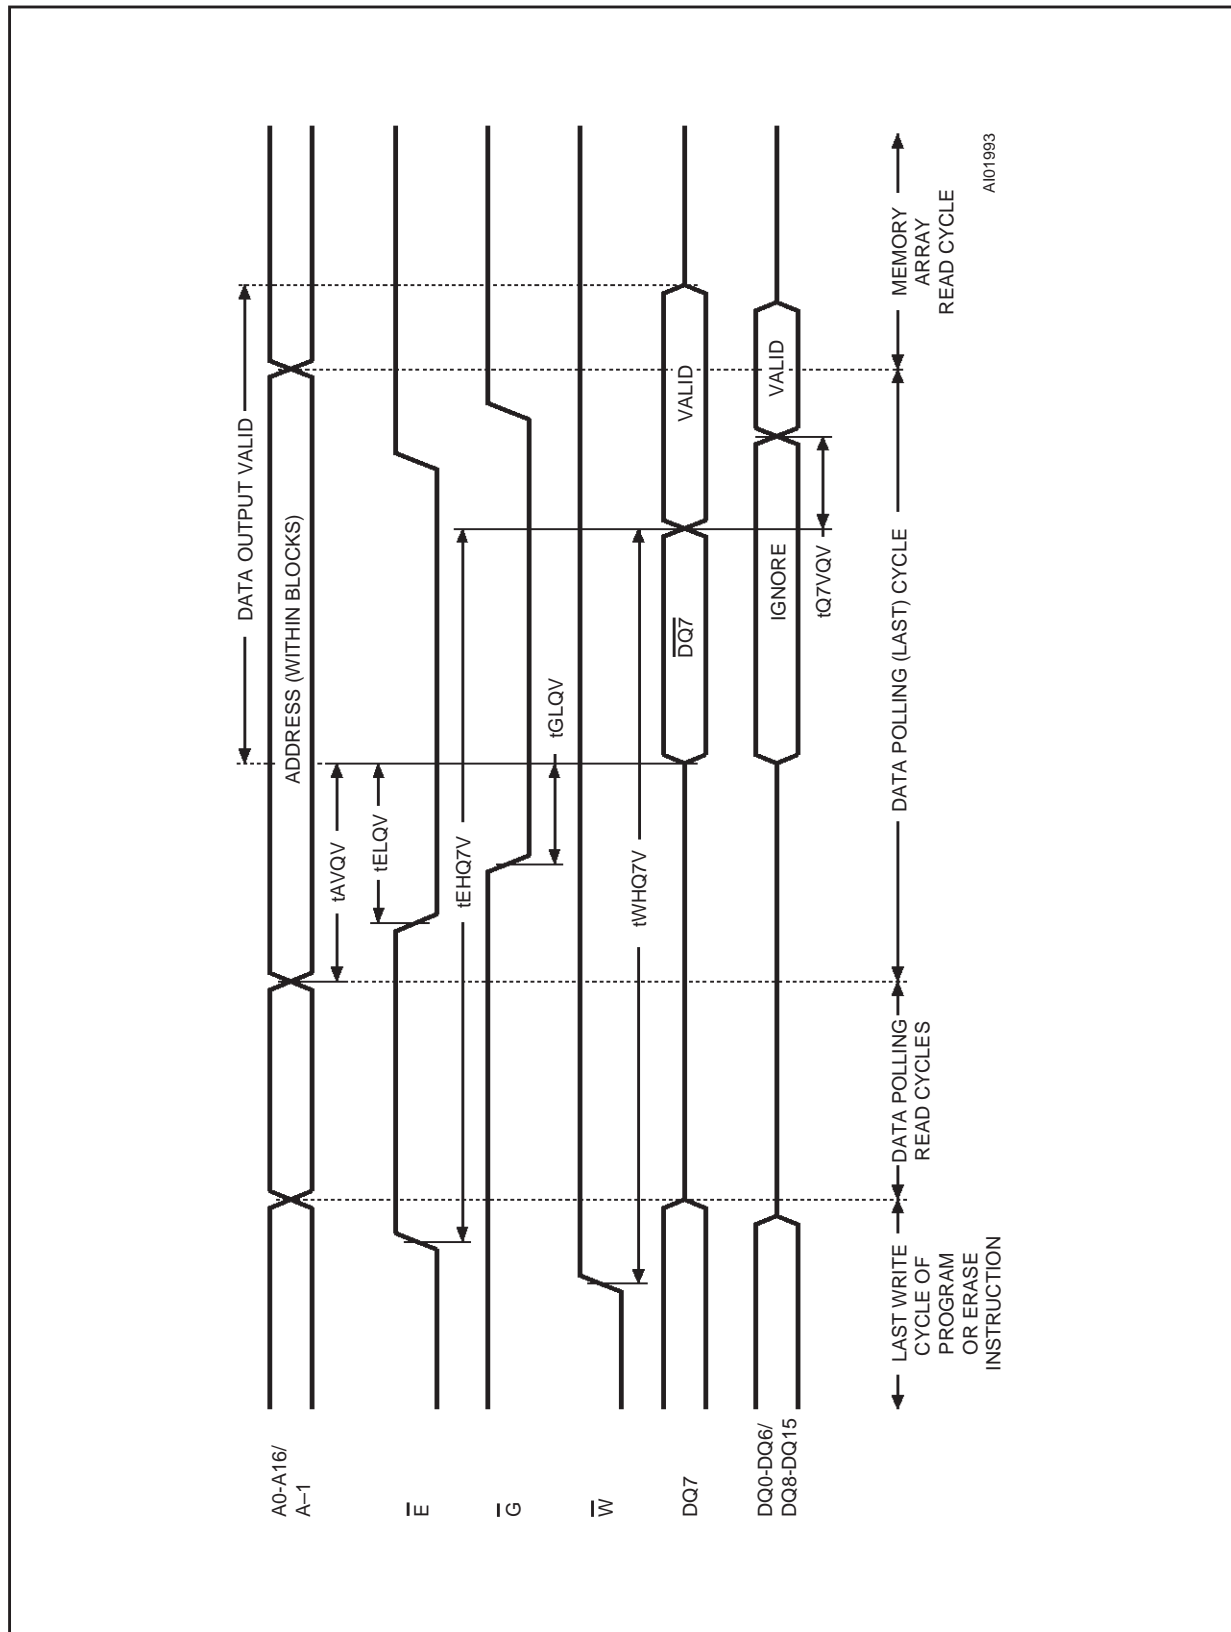 A0-A16/
A–1
E
G
W
DQ7
DQ0-DQ6/
DQ8-DQ15
DATA OUTPUT VALID
ADDRESS (WITHIN BLOCKS)
tAVQV
tELQV
tEHQ7V
tGLQV
tWHQ7V
DQ7
VALID
IGNORE
VALID
tQ7VQV
LAST WRITE
CYCLE OF
PROGRAM
OR ERASE
INSTRUCTION
DATA POLLING
READ CYCLES
DATA POLLING (LAST) CYCLE
MEMORY
ARRAY
READ CYCLE
AI01993